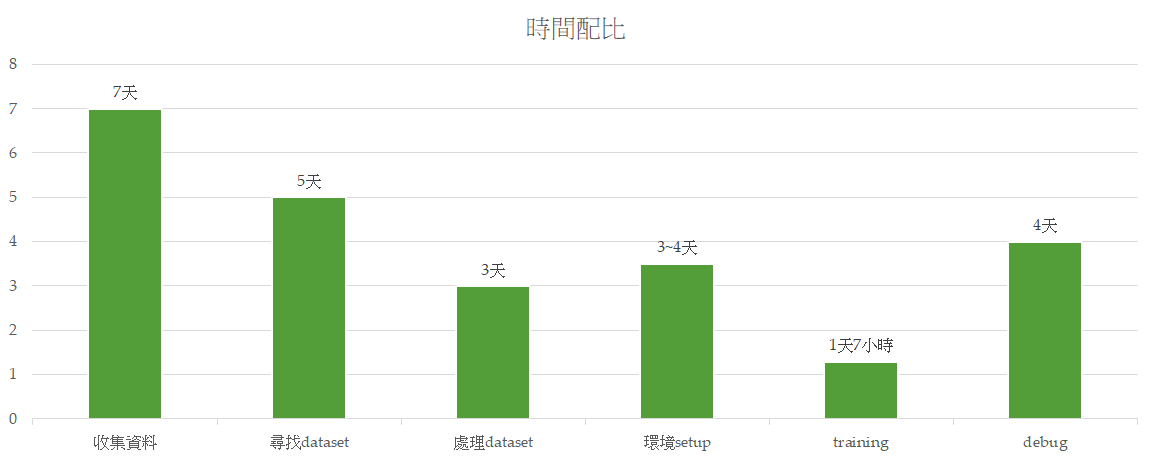 時間配比
8
7
6
5
4
3
2
1
0
7天
5天
3天
3~4天
1天7小時
4天
收集資料
尋找dataset
處理dataset
環境setup
training
debug